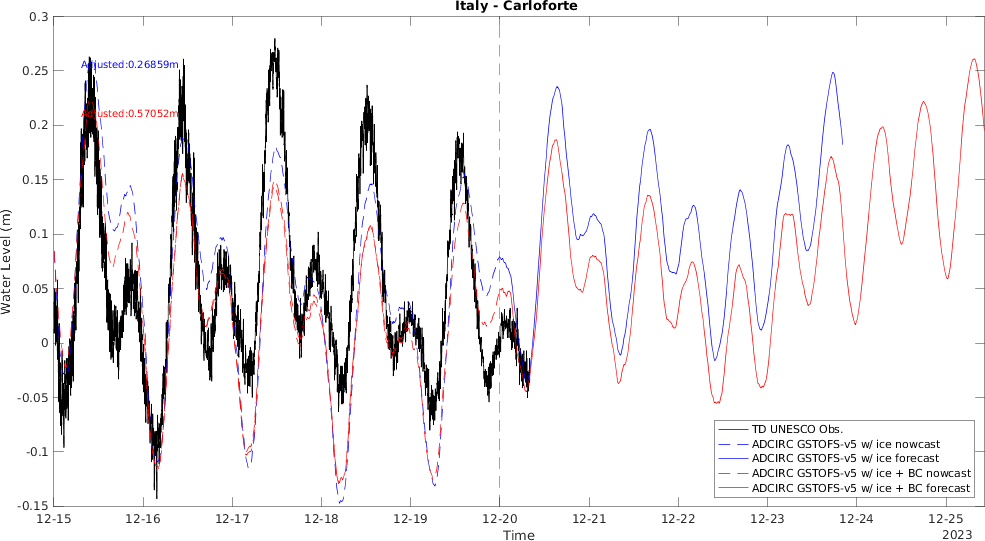 Italy - Carloforte
Water Level (m)
0.3
0.25
0.2
0.15
0.1
0.05
0
-0.05
-0.1
-0.15
Adjusted:0.26859m
Adjusted:0.57052m
TD UNESCO Obs.
ADCIRC GSTOFS-v5 w/ ice nowcast
ADCIRC GSTOFS-v5 w/ ice forecast
ADCIRC GSTOFS-v5 w/ ice + BC nowcast
ADCIRC GSTOFS-v5 w/ ice + BC forecast
12-15 12-16 12-17 12-18 12-19 12-20 12-21 12-22 12-23 12-24 12-25
Time
2023